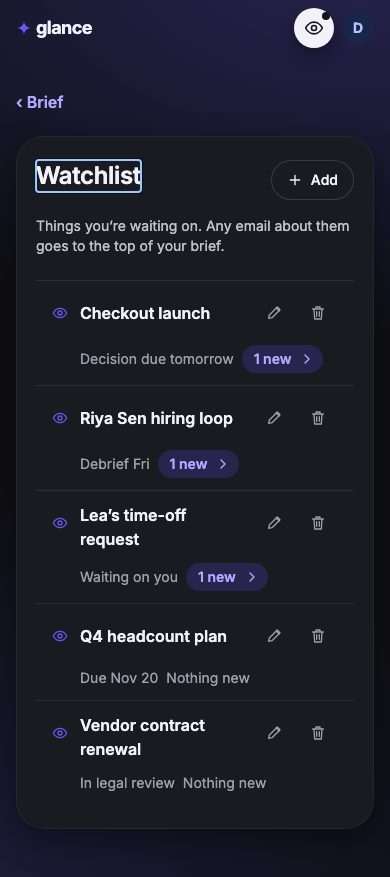 glance
D
‹ Brief
Watchlist
Add
Things you’re waiting on. Any email about them
goes to the top of your brief.
Checkout launch
Decision due tomorrow 1 new
Riya Sen hiring loop
Debrief Fri 1 new
Lea’s time-off
request
Waiting on you 1 new
Q4 headcount plan
Due Nov 20 Nothing new
Vendor contract
renewal
In legal review Nothing new